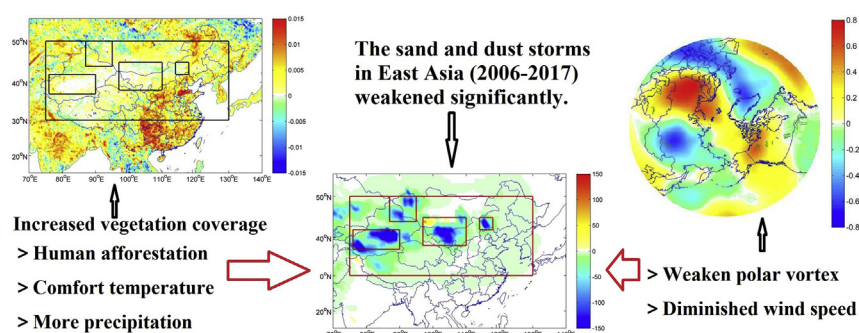 The sand and dust storms
in East Asia (2006-2017)
weakened significantly.
0.015
0.01
0.005
0
-0.005
-0.01
-0.015
60°N
50°N
40°N
30°N
20°N
70°E 80°E 90°E 100°E 110°E 120°E 130°E 140°E
0.8
0.6
0.4
0.2
0
-0.2
-0.4
-0.6
-0.8
Increased vegetation coverage
> Human afforestation
> Comfort temperature
> More precipitation
150
100
50
0
-50
-100
-150
40°N
20°N
> Weaken polar vortex
> Diminished wind speed